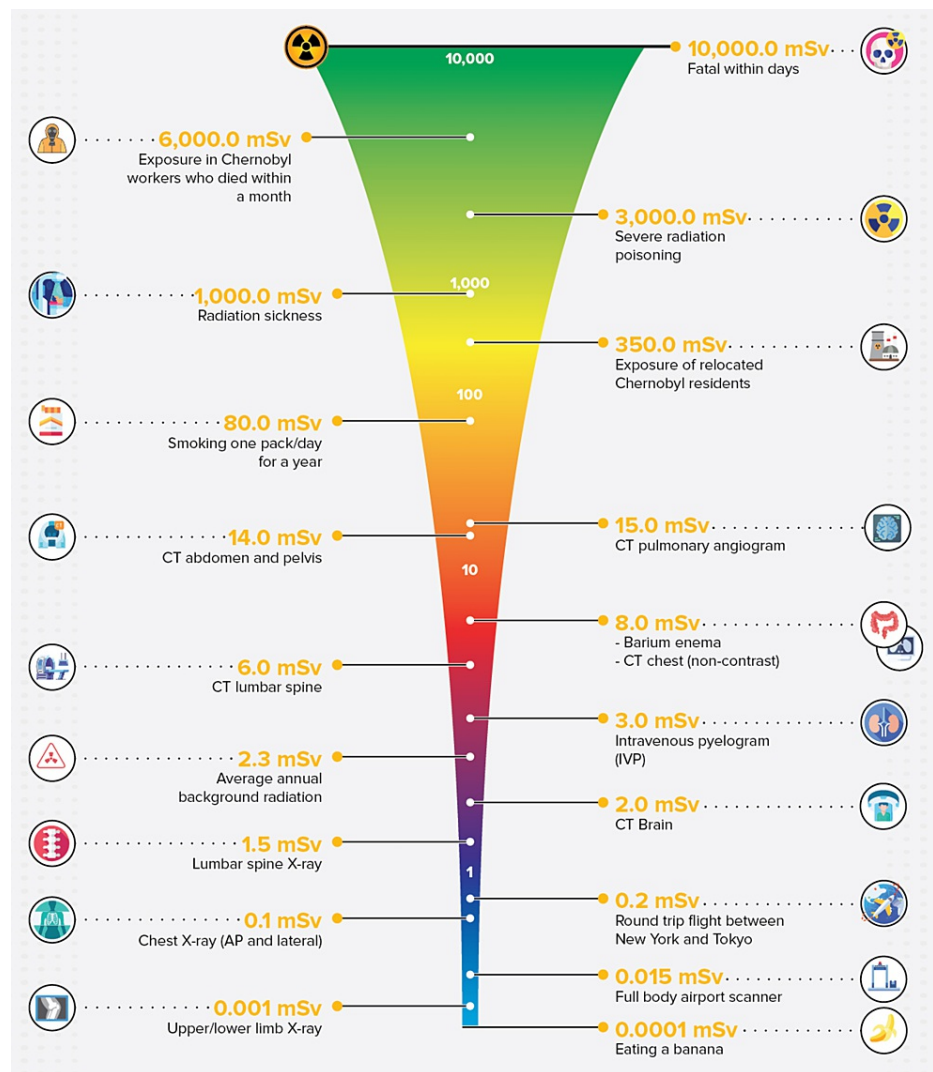 10,000
10,000.0 mSv
Fatal within days
6,000.0 mSv
Exposure in Chernobyl
workers who died within
a month
3,000.0 mSv
Severe radiation
poisoning
1,000
1,000.0 mSv
Radiation sickness
350.0 mSv
Exposure of relocated
Chernobyl residents
100
80.0 mSv
Smoking one pack/day
for a year
15.0 mSv
CT pulmonary angiogram
14.0 mSv
CT abdomen and pelvis
10
8.0 mSv
- Barium enema
- CT chest (non-contrast)
6.0 mSv
CT lumbar spine
3.0 mSv
Intravenous pyelogram
(IVP)
2.3 mSv
Average annual
background radiation
2.0 mSv
CT Brain
1.5 mSv
Lumbar spine X-ray
1
0.2 mSv
Round trip flight between
New York and Tokyo
0.1 mSv
Chest X-ray (AP and lateral)
0.015 mSv
Full body airport scanner
0.001 mSv
Upper/lower limb X-ray
0.0001 mSv
Eating a banana